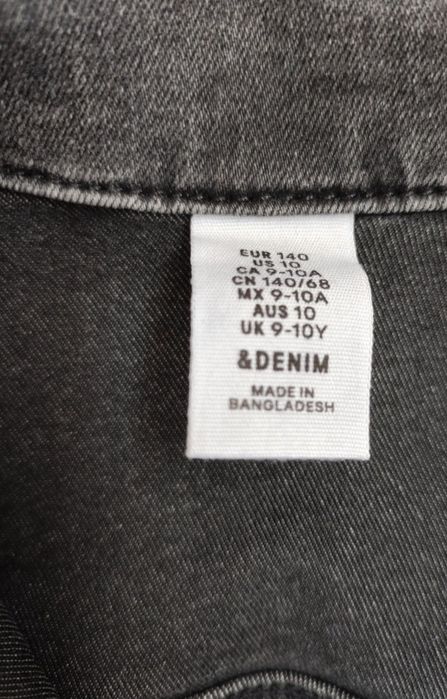 EUR 140
US 10
CA 9-10A
CN 140/68
MX 9-10A
AUS 10
UK 9-10Y
&DENIM
MADE IN
BANGLADESH